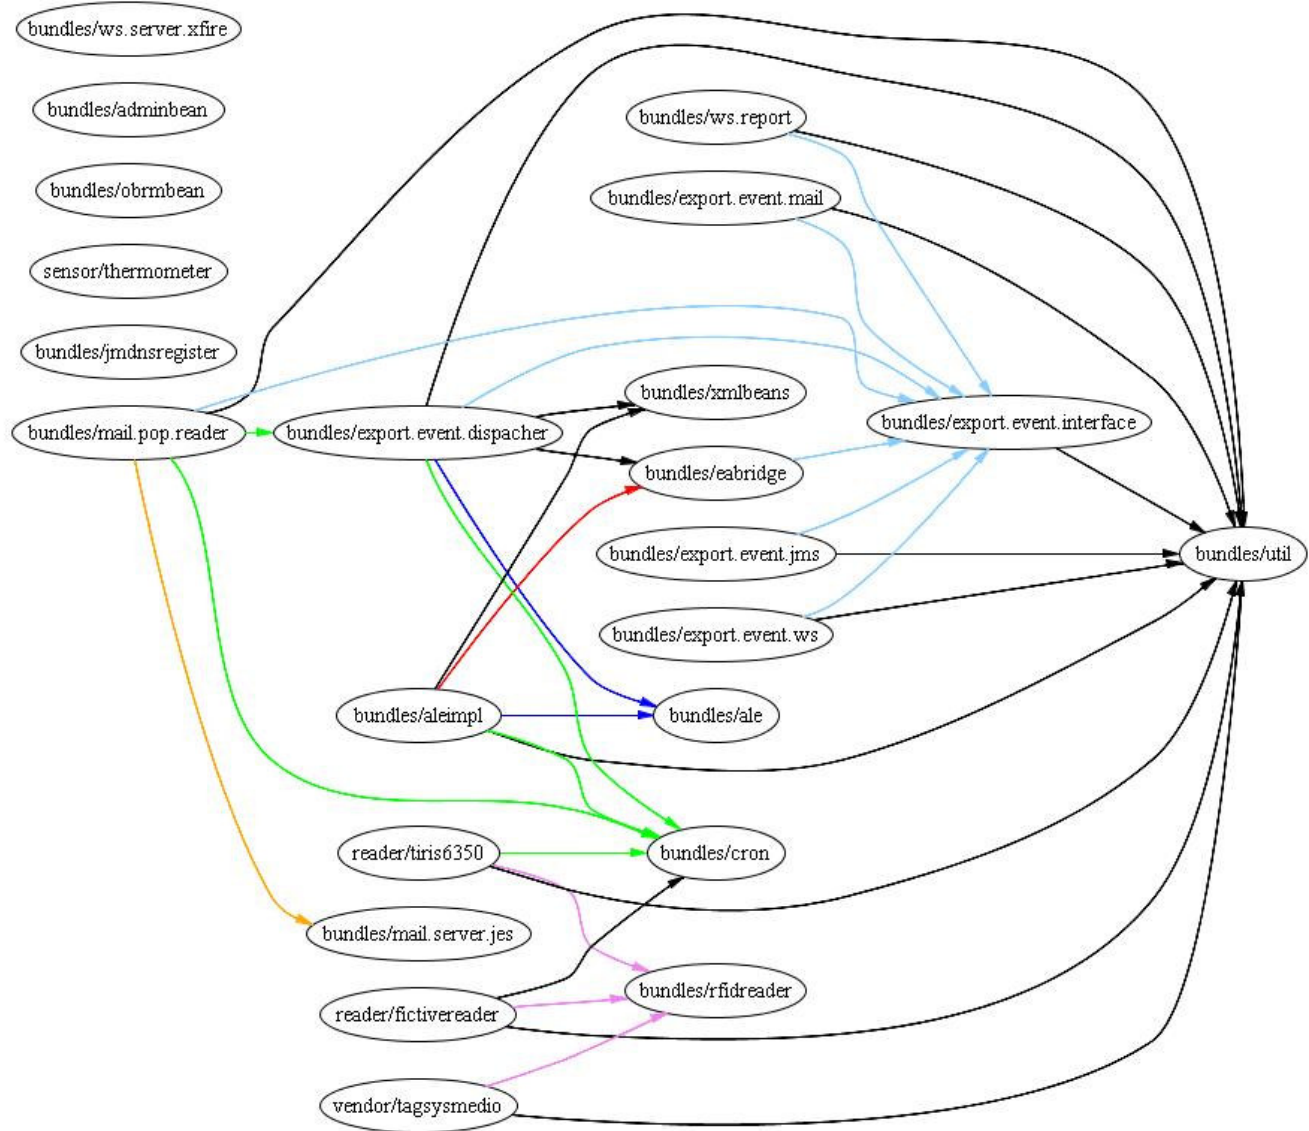 bundles/ws.server.xfire
bundles/adminbean
bundles/ws.report
bundles/obrmbean
bundles/export.event.mail
sensor/thermometer
bundles/jmdnsregister
bundles/xmlbeans
bundles/export.event.interface
bundles/mail.pop.reader
bundles/export.event.dispacher
bundles/eabridge
bundles/export.event.jms
bundles/util
bundles/export.event.ws
bundles/aleimpl
bundles/ale
reader/tiris6350
bundles/cron
bundles/mail.server.jes
bundles/rfidreader
reader/fictivereader
vendor/tagsysmedio